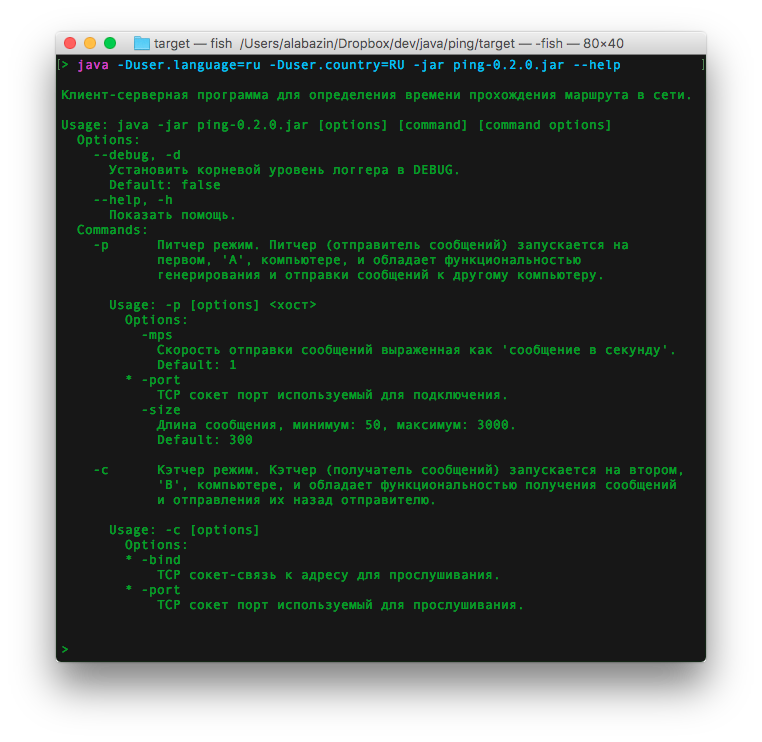 target — fish /Users/alabazin/Dropbox/dev/java/ping/target — -fish — 80×40
[> java -Duser.language=ru -Duser.country=RU -jar ping-0.2.0.jar --help ]
Клиент-серверная программа для определения времени прохождения маршрута в сети.
Usage: java -jar ping-0.2.0.jar [options] [command] [command options]
Options:
--debug, -d
Установить корневой уровень логгера в DEBUG.
Default: false
--help, -h
Показать помощь.
Commands:
-p Питчер режим. Питчер (отправитель сообщений) запускается на
первом, 'A', компьютере, и обладает функциональностью
генерирования и отправки сообщений к другому компьютеру.
Usage: -p [options] <хост>
Options:
-mps
Скорость отправки сообщений выраженная как 'сообщение в секунду'.
Default: 1
* -port
TCP сокет порт используемый для подключения.
-size
Длина сообщения, минимум: 50, максимум: 3000.
Default: 300
-c Кэтчер режим. Кэтчер (получатель сообщений) запускается на втором,
'B', компьютере, и обладает функциональностью получения сообщений
и отправления их назад отправителю.
Usage: -c [options]
Options:
* -bind
TCP сокет-связь к адресу для прослушивания.
* -port
TCP сокет порт используемый для прослушивания.
>